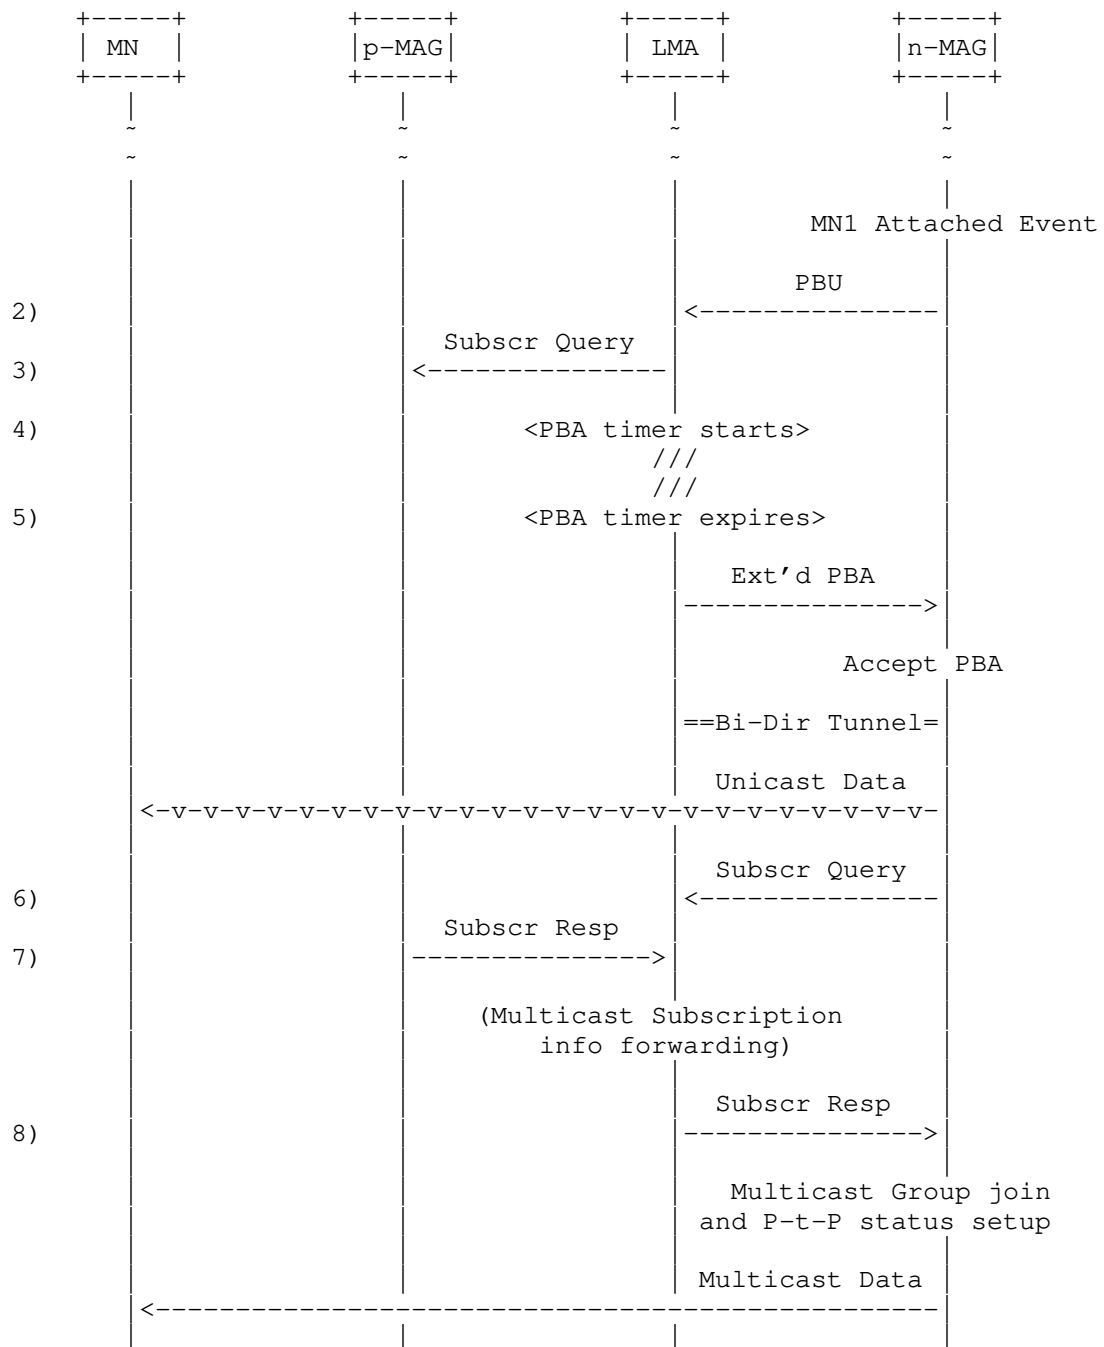 MN p-MAG LMA n-MAG
MN1 Attached Event
PBU
2)
Subscr Query
3)
4) <PBA timer starts>
///
///
5) <PBA timer expires>
Ext'd PBA
Accept PBA
==Bi-Dir Tunnel=
Unicast Data
<-v-v-v-v-v-v-v-v-v-v-v-v-v-v-v-v-v-v-v-v-v-v-v-v-
Subscr Query
6)
Subscr Resp
7)
(Multicast Subscription
info forwarding)
Subscr Resp
8)
Multicast Group join
and P-t-P status setup
Multicast Data